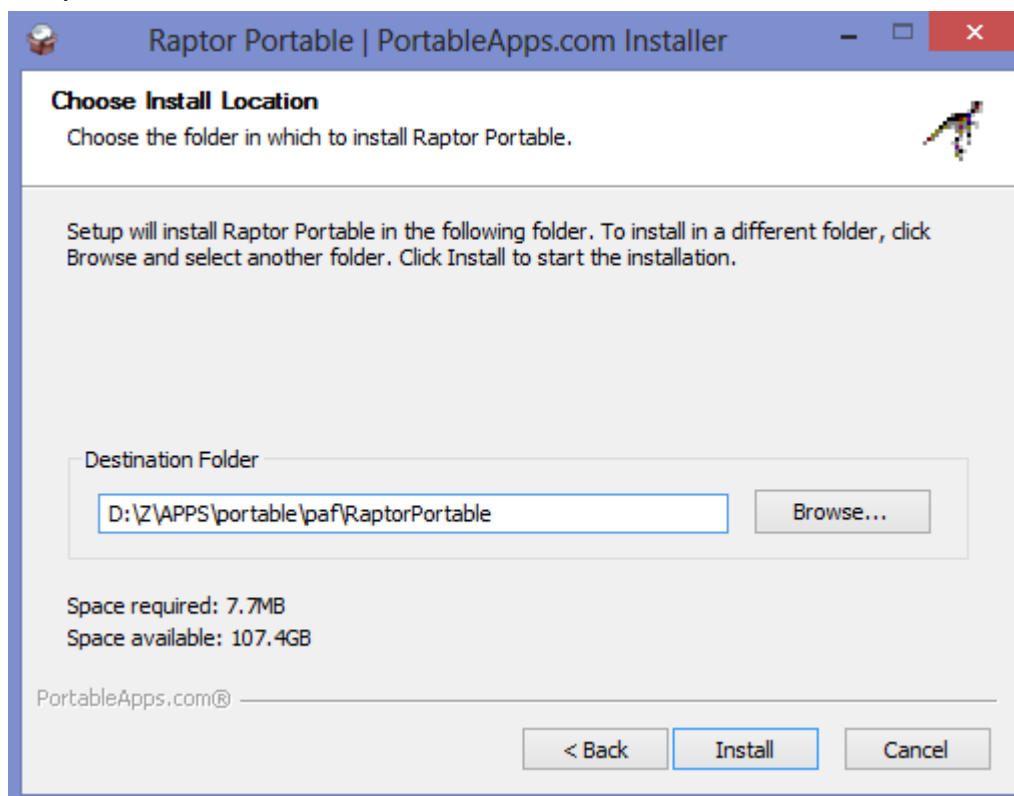 Raptor Portable | PortableApps.com Installer
Choose Install Location
Choose the folder in which to install Raptor Portable.
Setup will install Raptor Portable in the following folder. To install in a different folder, click
Browse and select another folder. Click Install to start the installation.
Destination Folder
D:\Z\APPS\portable\paf\RaptorPortable
Browse...
Space required: 7.7MB
Space available: 107.4GB
PortableApps.com®
< Back
Install
Cancel